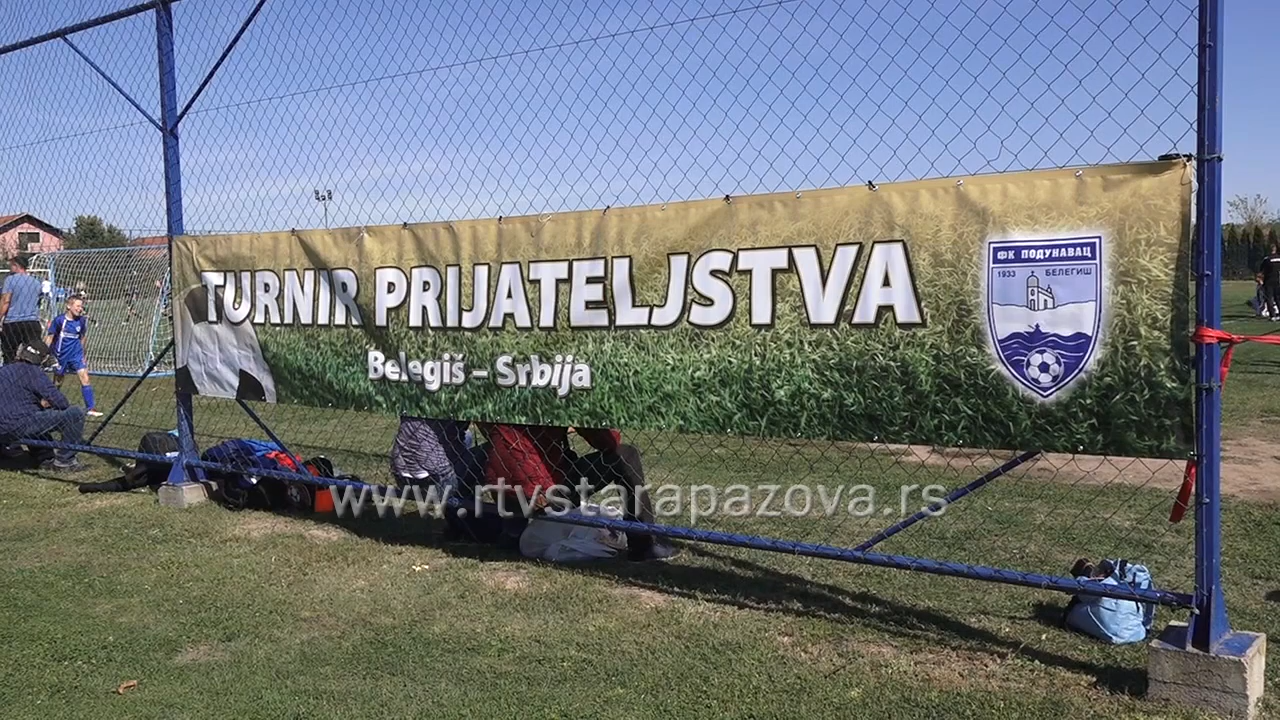 TURNIR PRIJATELJSTVA
Belegiš – Srbija
ФК ПОДУНАВАЦ
1933 БЕЛЕГИШ
www.rtvstarapazova.rs